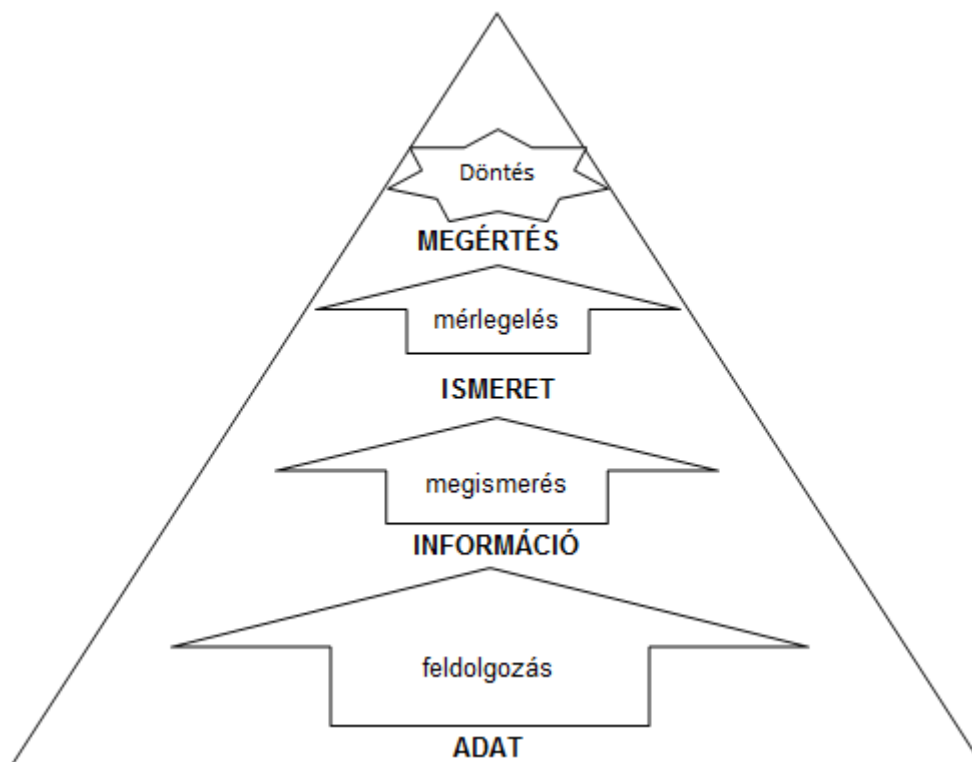 Döntés
MEGÉRTÉS
mérlegelés
ISMERET
megismerés
INFORMÁCIÓ
feldolgozás
ADAT